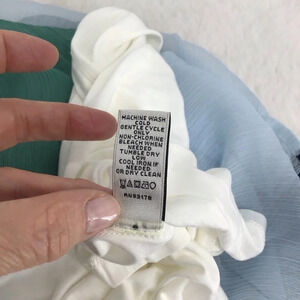 MACHINE WASH
COLD
GENTLE CYCLE
ONLY
NON-CHLORINE
BLEACH WHEN
NEEDED
TUMBLE DRY
LOW
COOL IRON IF
NEEDED
OR DRY CLEAN
RN93178